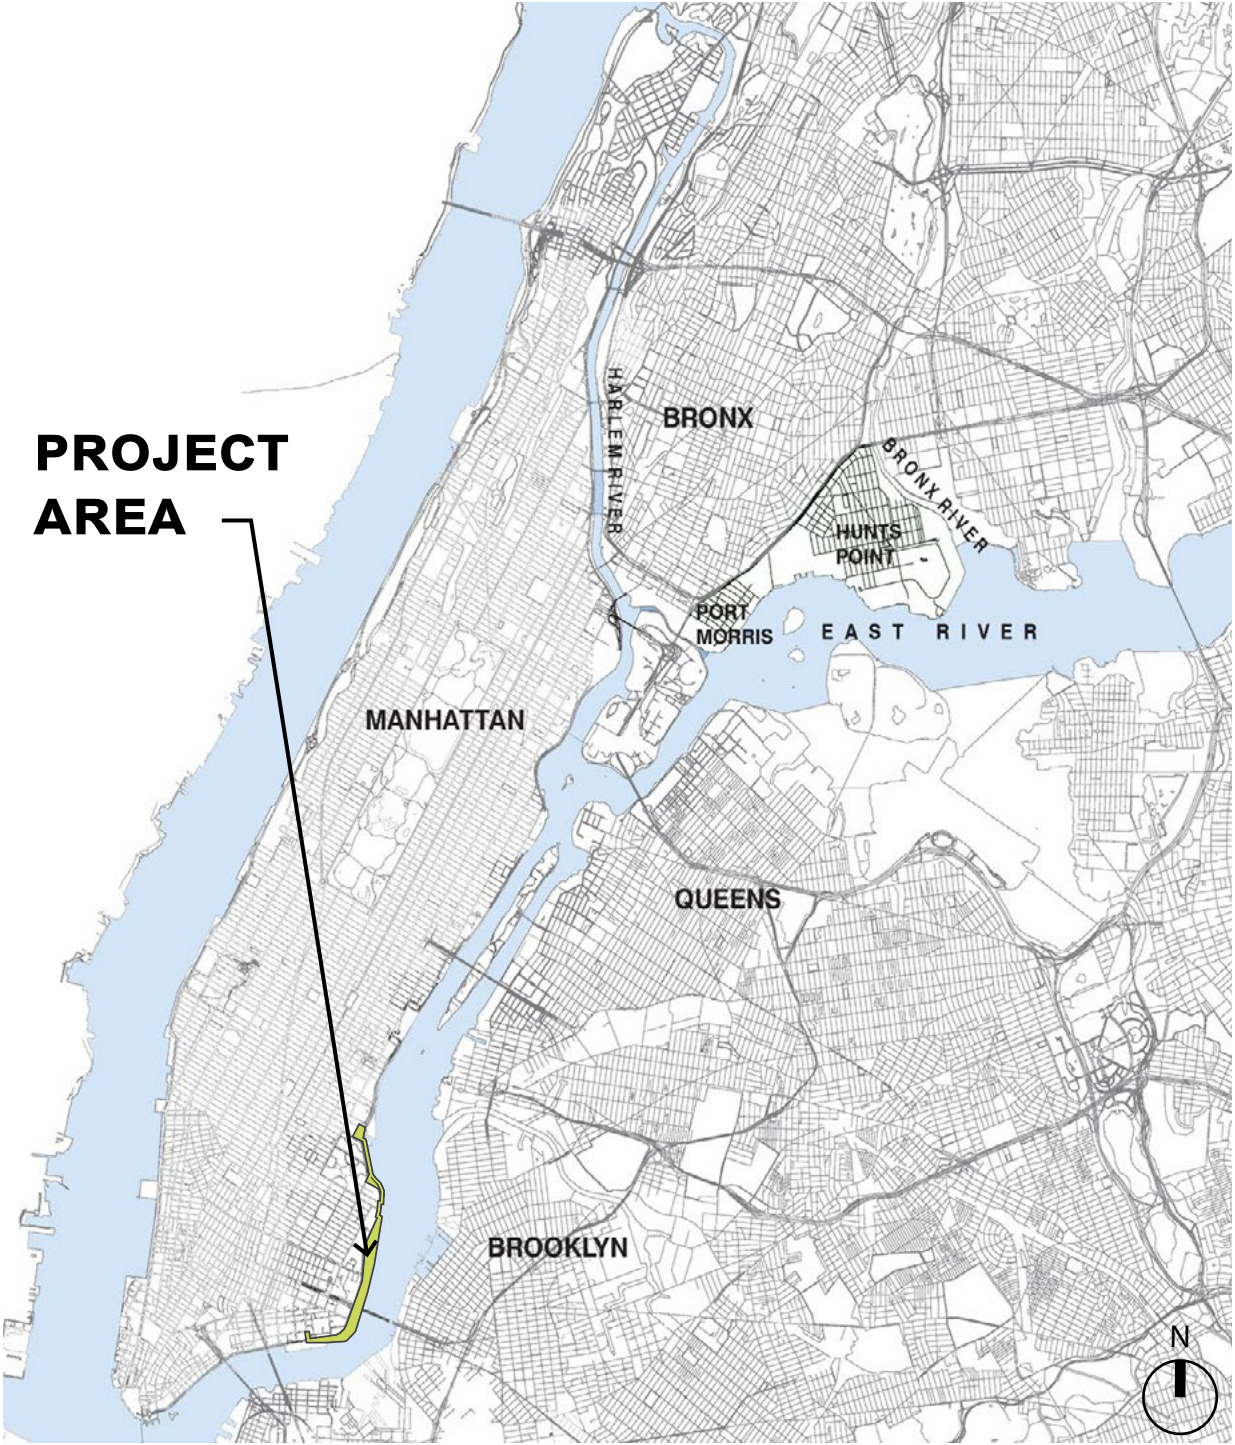 PROJECT
AREA
HARLEM RIVER
BRONX
BRONX RIVER
HUNTS
POINT
PORT
MORRIS
EAST RIVER
MANHATTAN
QUEENS
BROOKLYN
N